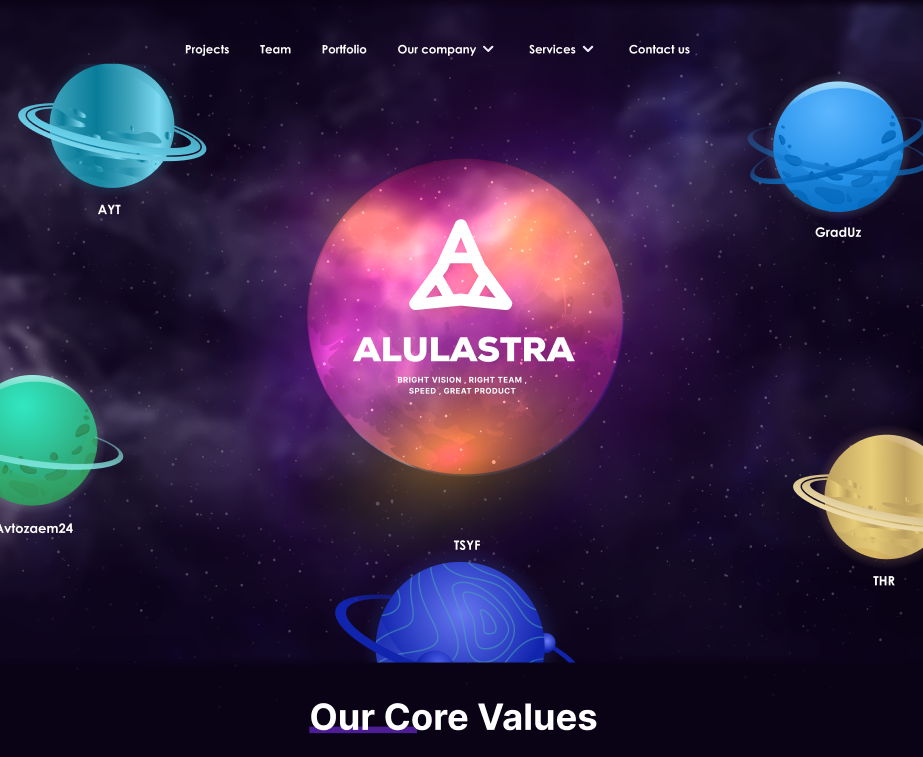 Projects Team Portfolio Our company Services Contact us
AYT
GradUz
ALULASTRA
BRIGHT VISION , RIGHT TEAM ,
SPEED , GREAT PRODUCT
Avtozaem24
TSYF
THR
Our Core Values